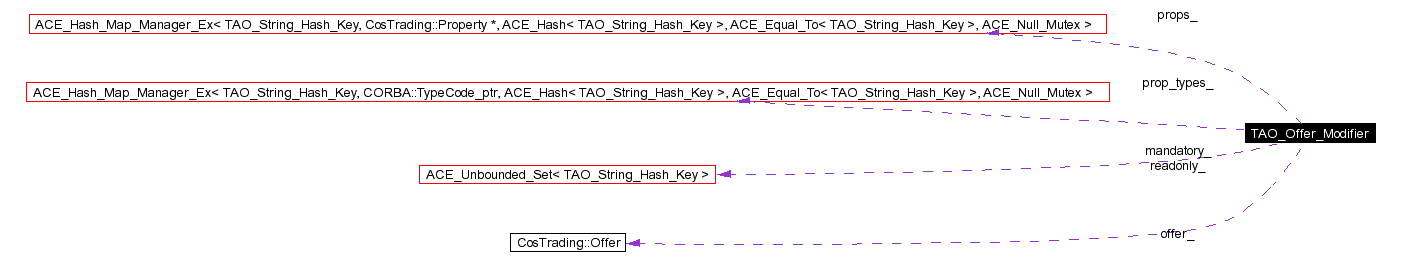 props_
ACE_Hash_Map_Manager_Ex< TAO_String_Hash_Key, CosTrading::Property *, ACE_Hash< TAO_String_Hash_Key >, ACE_Equal_To< TAO_String_Hash_Key >, ACE_Null_Mutex >
prop_types_
ACE_Hash_Map_Manager_Ex< TAO_String_Hash_Key, CORBA::TypeCode_ptr, ACE_Hash< TAO_String_Hash_Key >, ACE_Equal_To< TAO_String_Hash_Key >, ACE_Null_Mutex >
TAO_Offer_Modifier
mandatory_
readonly_
ACE_Unbounded_Set< TAO_String_Hash_Key >
offer_
CosTrading::Offer